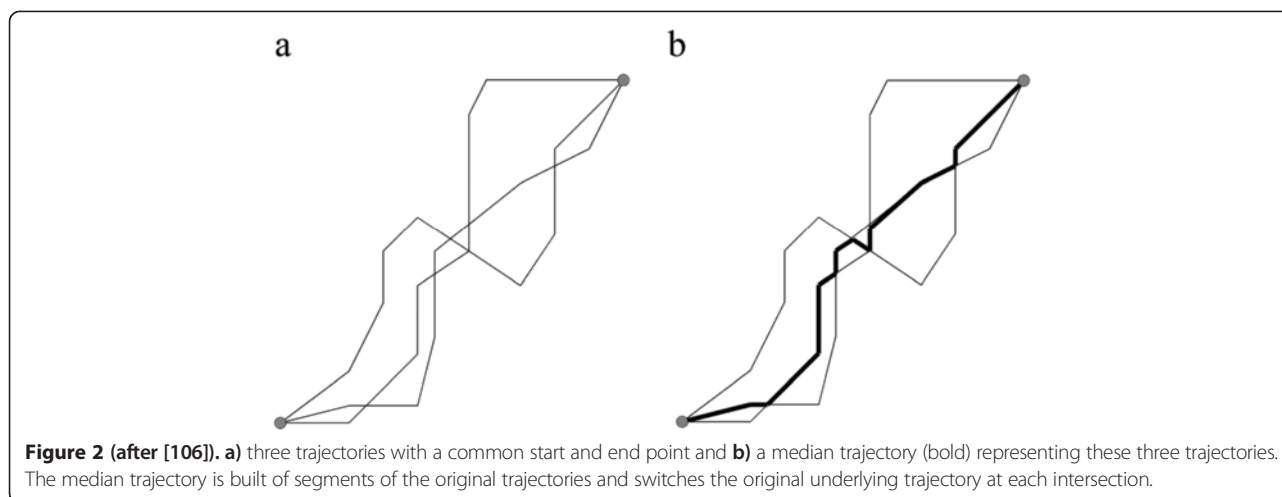 a
b
Figure 2 (after [106]). a) three trajectories with a common start and end point and b) a median trajectory (bold) representing these three trajectories.
The median trajectory is built of segments of the original trajectories and switches the original underlying trajectory at each intersection.